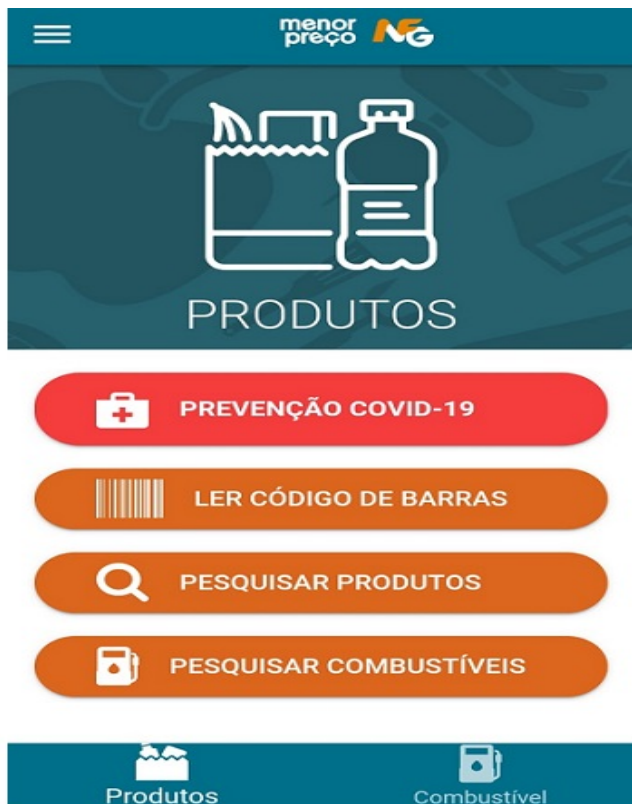 menor
preço NFG
PRODUTOS
PREVENÇÃO COVID-19
LER CÓDIGO DE BARRAS
PESQUISAR PRODUTOS
PESQUISAR COMBUSTÍVEIS
Produtos
Combustível